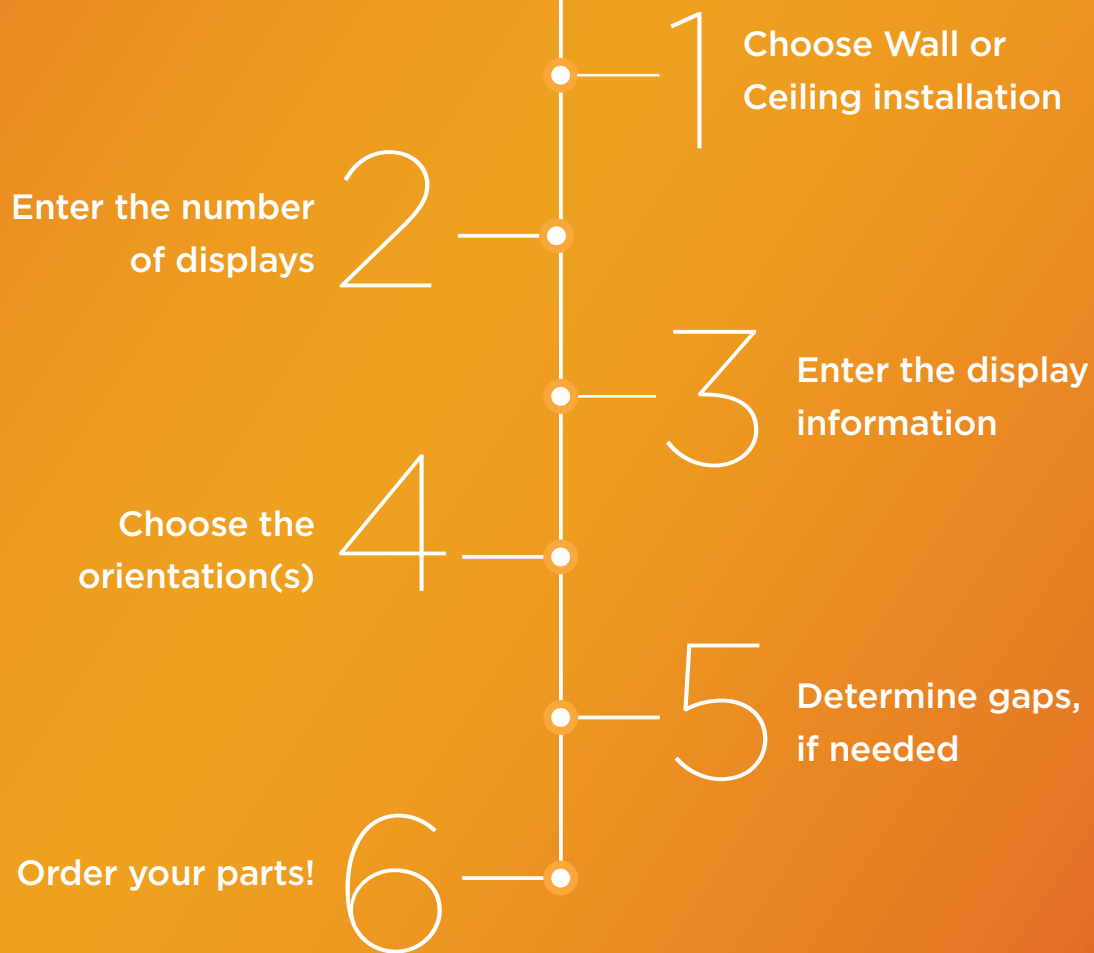 1
Choose Wall or
Ceiling installation
2
Enter the number
of displays
3
Enter the display
information
4
Choose the
orientation(s)
5
Determine gaps,
if needed
6
Order your parts!